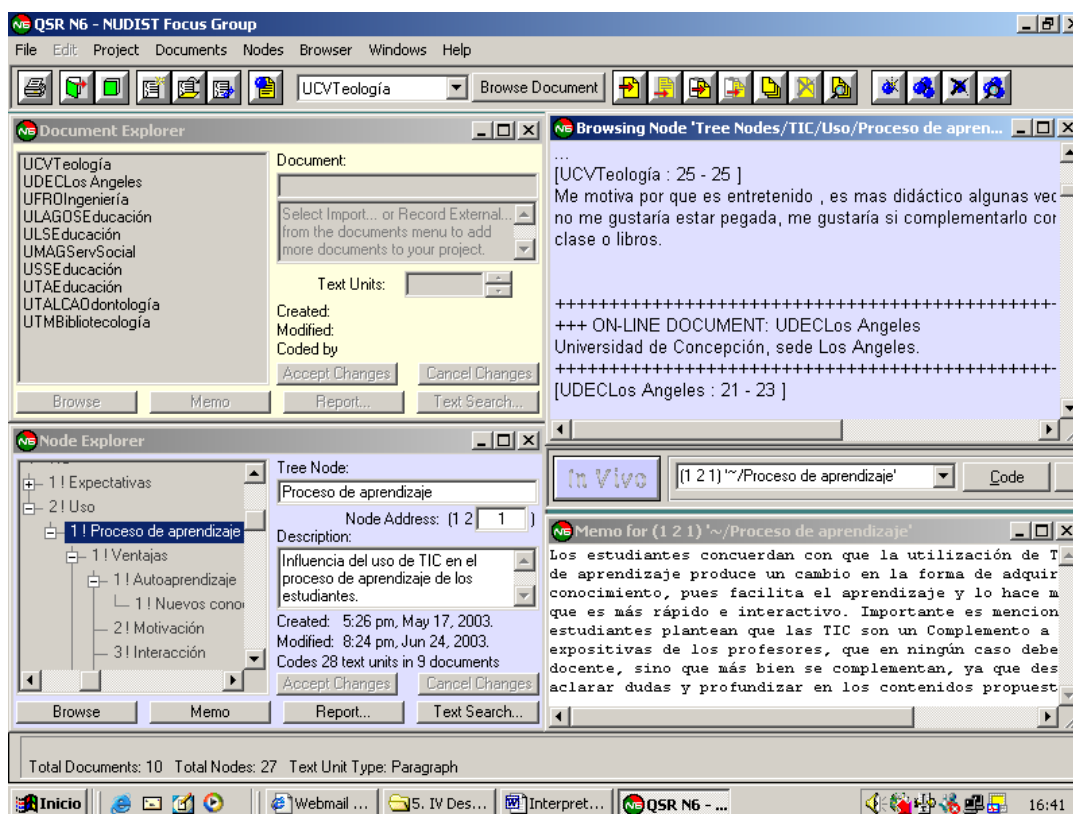 QSR N6 - NUDIST Focus Group
File Edit Project Documents Nodes Browser Windows Help
UCVTeología Browse Document
Document Explorer
UCVTeología
UDECLos Angeles
UFROIngeniería
ULAGOSEducación
ULSEducación
UMAGServSocial
USSEducación
UTAEducación
UTALCAOdontología
UTMBibliotecología
Document:
Select Import... or Record External...
from the documents menu to add
more documents to your project.
Text Units:
Created:
Modified:
Coded by
Accept Changes Cancel Changes
Browse Memo Report... Text Search...
Browsing Node 'Tree Nodes/TIC/Uso/Proceso de apren...
...
[UCVTeología : 25 - 25 ]
Me motiva por que es entretenido , es mas didáctico algunas vec
no me gustaría estar pegada, me gustaría si complementarlo con
clase o libros.
++++++++++++++++++++++++++++++++++++++++++++++++-
+++ ON-LINE DOCUMENT: UDECLos Angeles
Universidad de Concepción, sede Los Angeles.
++++++++++++++++++++++++++++++++++++++++++++++++-
[UDECLos Angeles : 21 - 23 ]
Node Explorer
1 ! Expectativas
2 ! Uso
1 ! Proceso de aprendizaje
1 ! Ventajas
1 ! Autoaprendizaje
1 ! Nuevos cono
2 ! Motivación
3 ! Interacción
Tree Node:
Proceso de aprendizaje
Node Address: (1 2 1 )
Description:
Influencia del uso de TIC en el
proceso de aprendizaje de los
estudiantes.
Created: 5:26 pm, May 17, 2003.
Modified: 8:24 pm, Jun 24, 2003.
Codes 28 text units in 9 documents
Accept Changes Cancel Changes
Browse Memo Report... Text Search...
In Vivo (1 2 1) '~/Proceso de aprendizaje' Code
Memo for (1 2 1) '~/Proceso de aprendizaje'
Los estudiantes concuerdan con que la utilización de T
de aprendizaje produce un cambio en la forma de adquir
conocimiento, pues facilita el aprendizaje y lo hace m
que es más rápido e interactivo. Importante es mencion
estudiantes plantean que las TIC son un Complemento a
expositivas de los profesores, que en ningún caso debe
docente, sino que más bien se complementan, ya que des
aclarar dudas y profundizar en los contenidos propuest
Total Documents: 10 Total Nodes: 27 Text Unit Type: Paragraph
Inicio Webmail ... 5. IV Des... Interpret... QSR N6 - ... 16:41